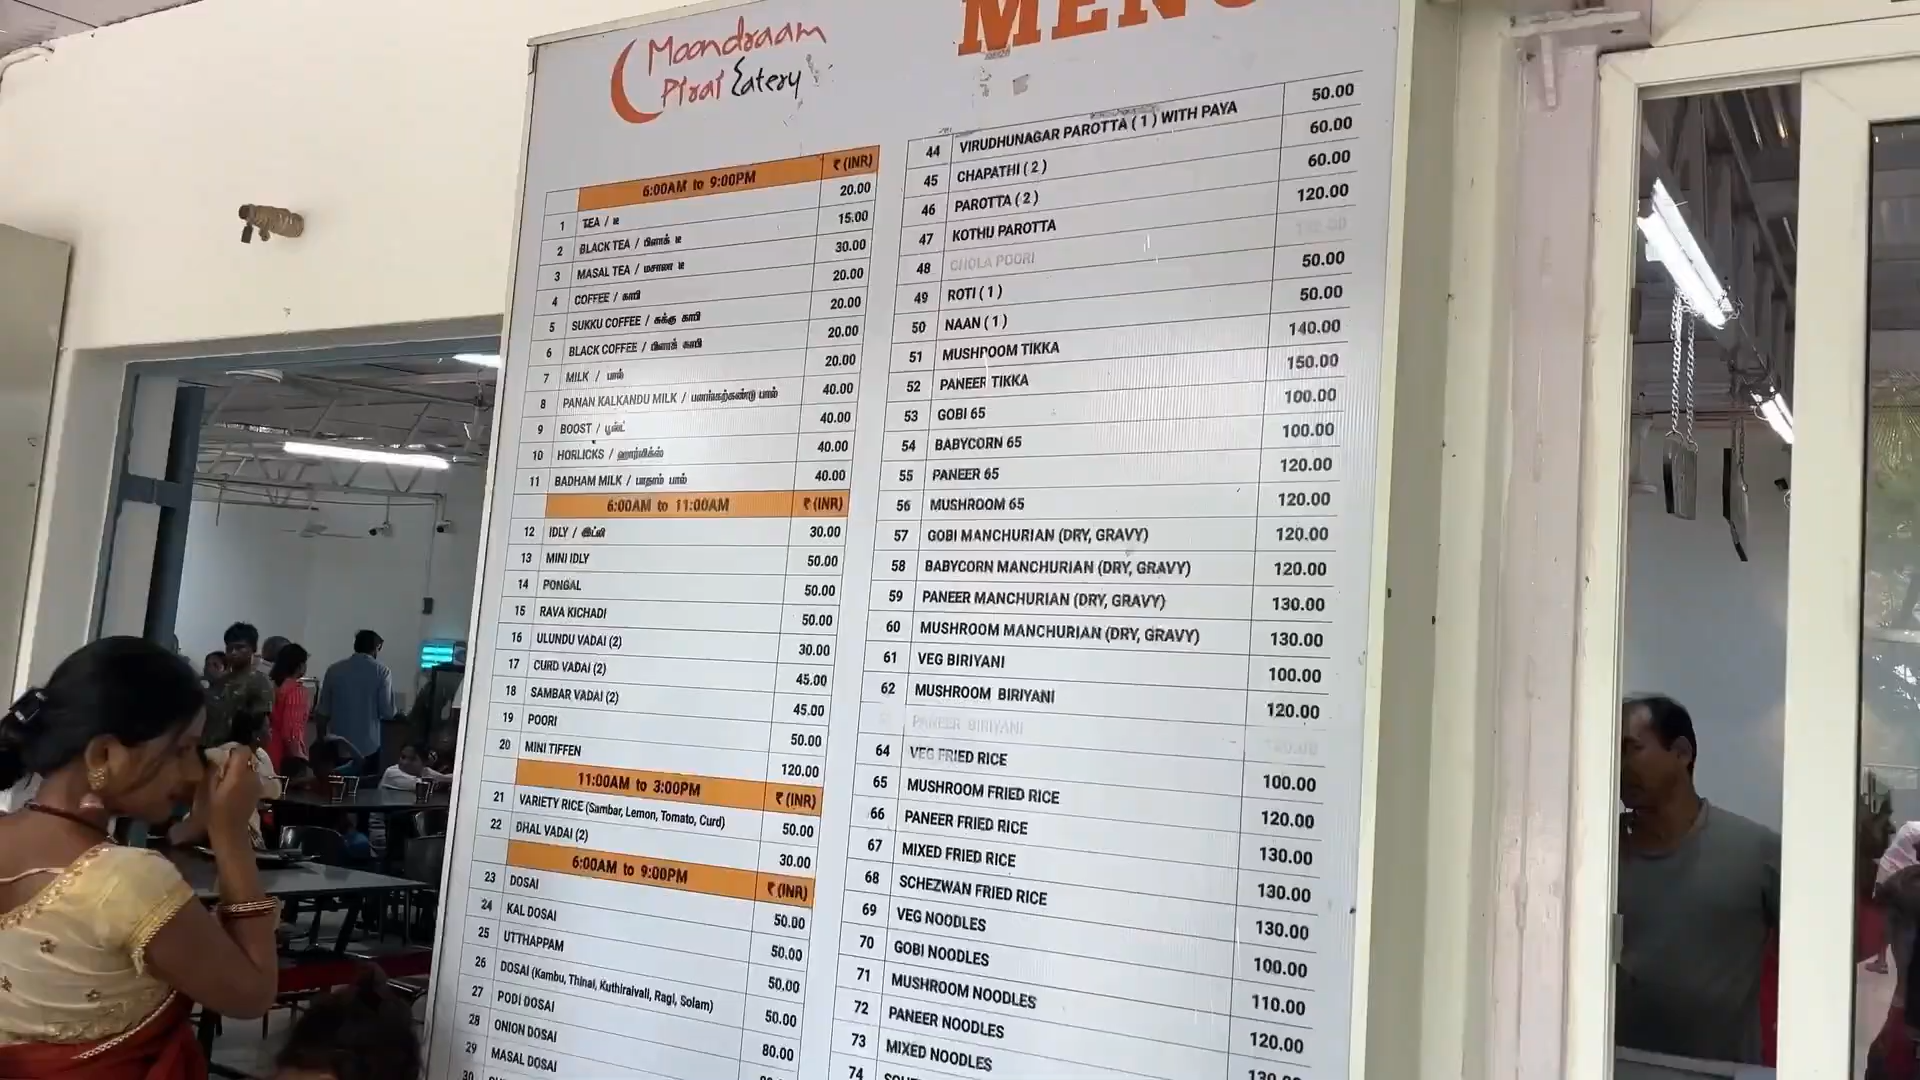 Moondraam
Pirai Eatery
MENU
6:00AM to 9:00PM ₹ (INR)
1 TEA / டீ 20.00
2 BLACK TEA / பிளாக் டீ 15.00
3 MASAL TEA / மசாலா டீ 30.00
4 COFFEE / காபி 20.00
5 SUKKU COFFEE / சுக்கு காபி 20.00
6 BLACK COFFEE / பிளாக் காபி 20.00
7 MILK / பால் 20.00
8 PANAN KALKANDU MILK / பனங்கற்கண்டு பால் 40.00
9 BOOST / பூஸ்ட் 40.00
10 HORLICKS / ஹார்லிக்ஸ் 40.00
11 BADHAM MILK / பாதாம் பால் 40.00
6:00AM to 11:00AM ₹ (INR)
12 IDLY / இட்லி 30.00
13 MINI IDLY 50.00
14 PONGAL 50.00
15 RAVA KICHADI 50.00
16 ULUNDU VADAI (2) 30.00
17 CURD VADAI (2) 45.00
18 SAMBAR VADAI (2) 45.00
19 POORI 50.00
20 MINI TIFFEN 120.00
11:00AM to 3:00PM ₹ (INR)
21 VARIETY RICE (Sambar, Lemon, Tomato, Curd) 50.00
22 DHAL VADAI (2) 30.00
6:00AM to 9:00PM ₹ (INR)
23 DOSAI 50.00
24 KAL DOSAI 50.00
25 UTTHAPPAM 50.00
26 DOSAI (Kambu, Thinai, Kuthiraivali, Ragi, Solam) 50.00
27 PODI DOSAI 80.00
28 ONION DOSAI
29 MASAL DOSAI
30
44 VIRUDHUNAGAR PAROTTA ( 1 ) WITH PAYA 50.00
45 CHAPATHI ( 2 ) 60.00
46 PAROTTA ( 2 ) 60.00
47 KOTHU PAROTTA 120.00
48 CHOLA POORI
49 ROTI ( 1 ) 50.00
50 NAAN ( 1 ) 50.00
51 MUSHROOM TIKKA 140.00
52 PANEER TIKKA 150.00
53 GOBI 65 100.00
54 BABYCORN 65 100.00
55 PANEER 65 120.00
56 MUSHROOM 65 120.00
57 GOBI MANCHURIAN (DRY, GRAVY) 120.00
58 BABYCORN MANCHURIAN (DRY, GRAVY) 120.00
59 PANEER MANCHURIAN (DRY, GRAVY) 130.00
60 MUSHROOM MANCHURIAN (DRY, GRAVY) 130.00
61 VEG BIRIYANI 100.00
62 MUSHROOM BIRIYANI 120.00
PANEER BIRIYANI
64 VEG FRIED RICE 100.00
65 MUSHROOM FRIED RICE 120.00
66 PANEER FRIED RICE 130.00
67 MIXED FRIED RICE 130.00
68 SCHEZWAN FRIED RICE 130.00
69 VEG NOODLES 100.00
70 GOBI NOODLES 110.00
71 MUSHROOM NOODLES 120.00
72 PANEER NOODLES 130.00
73 MIXED NOODLES
74